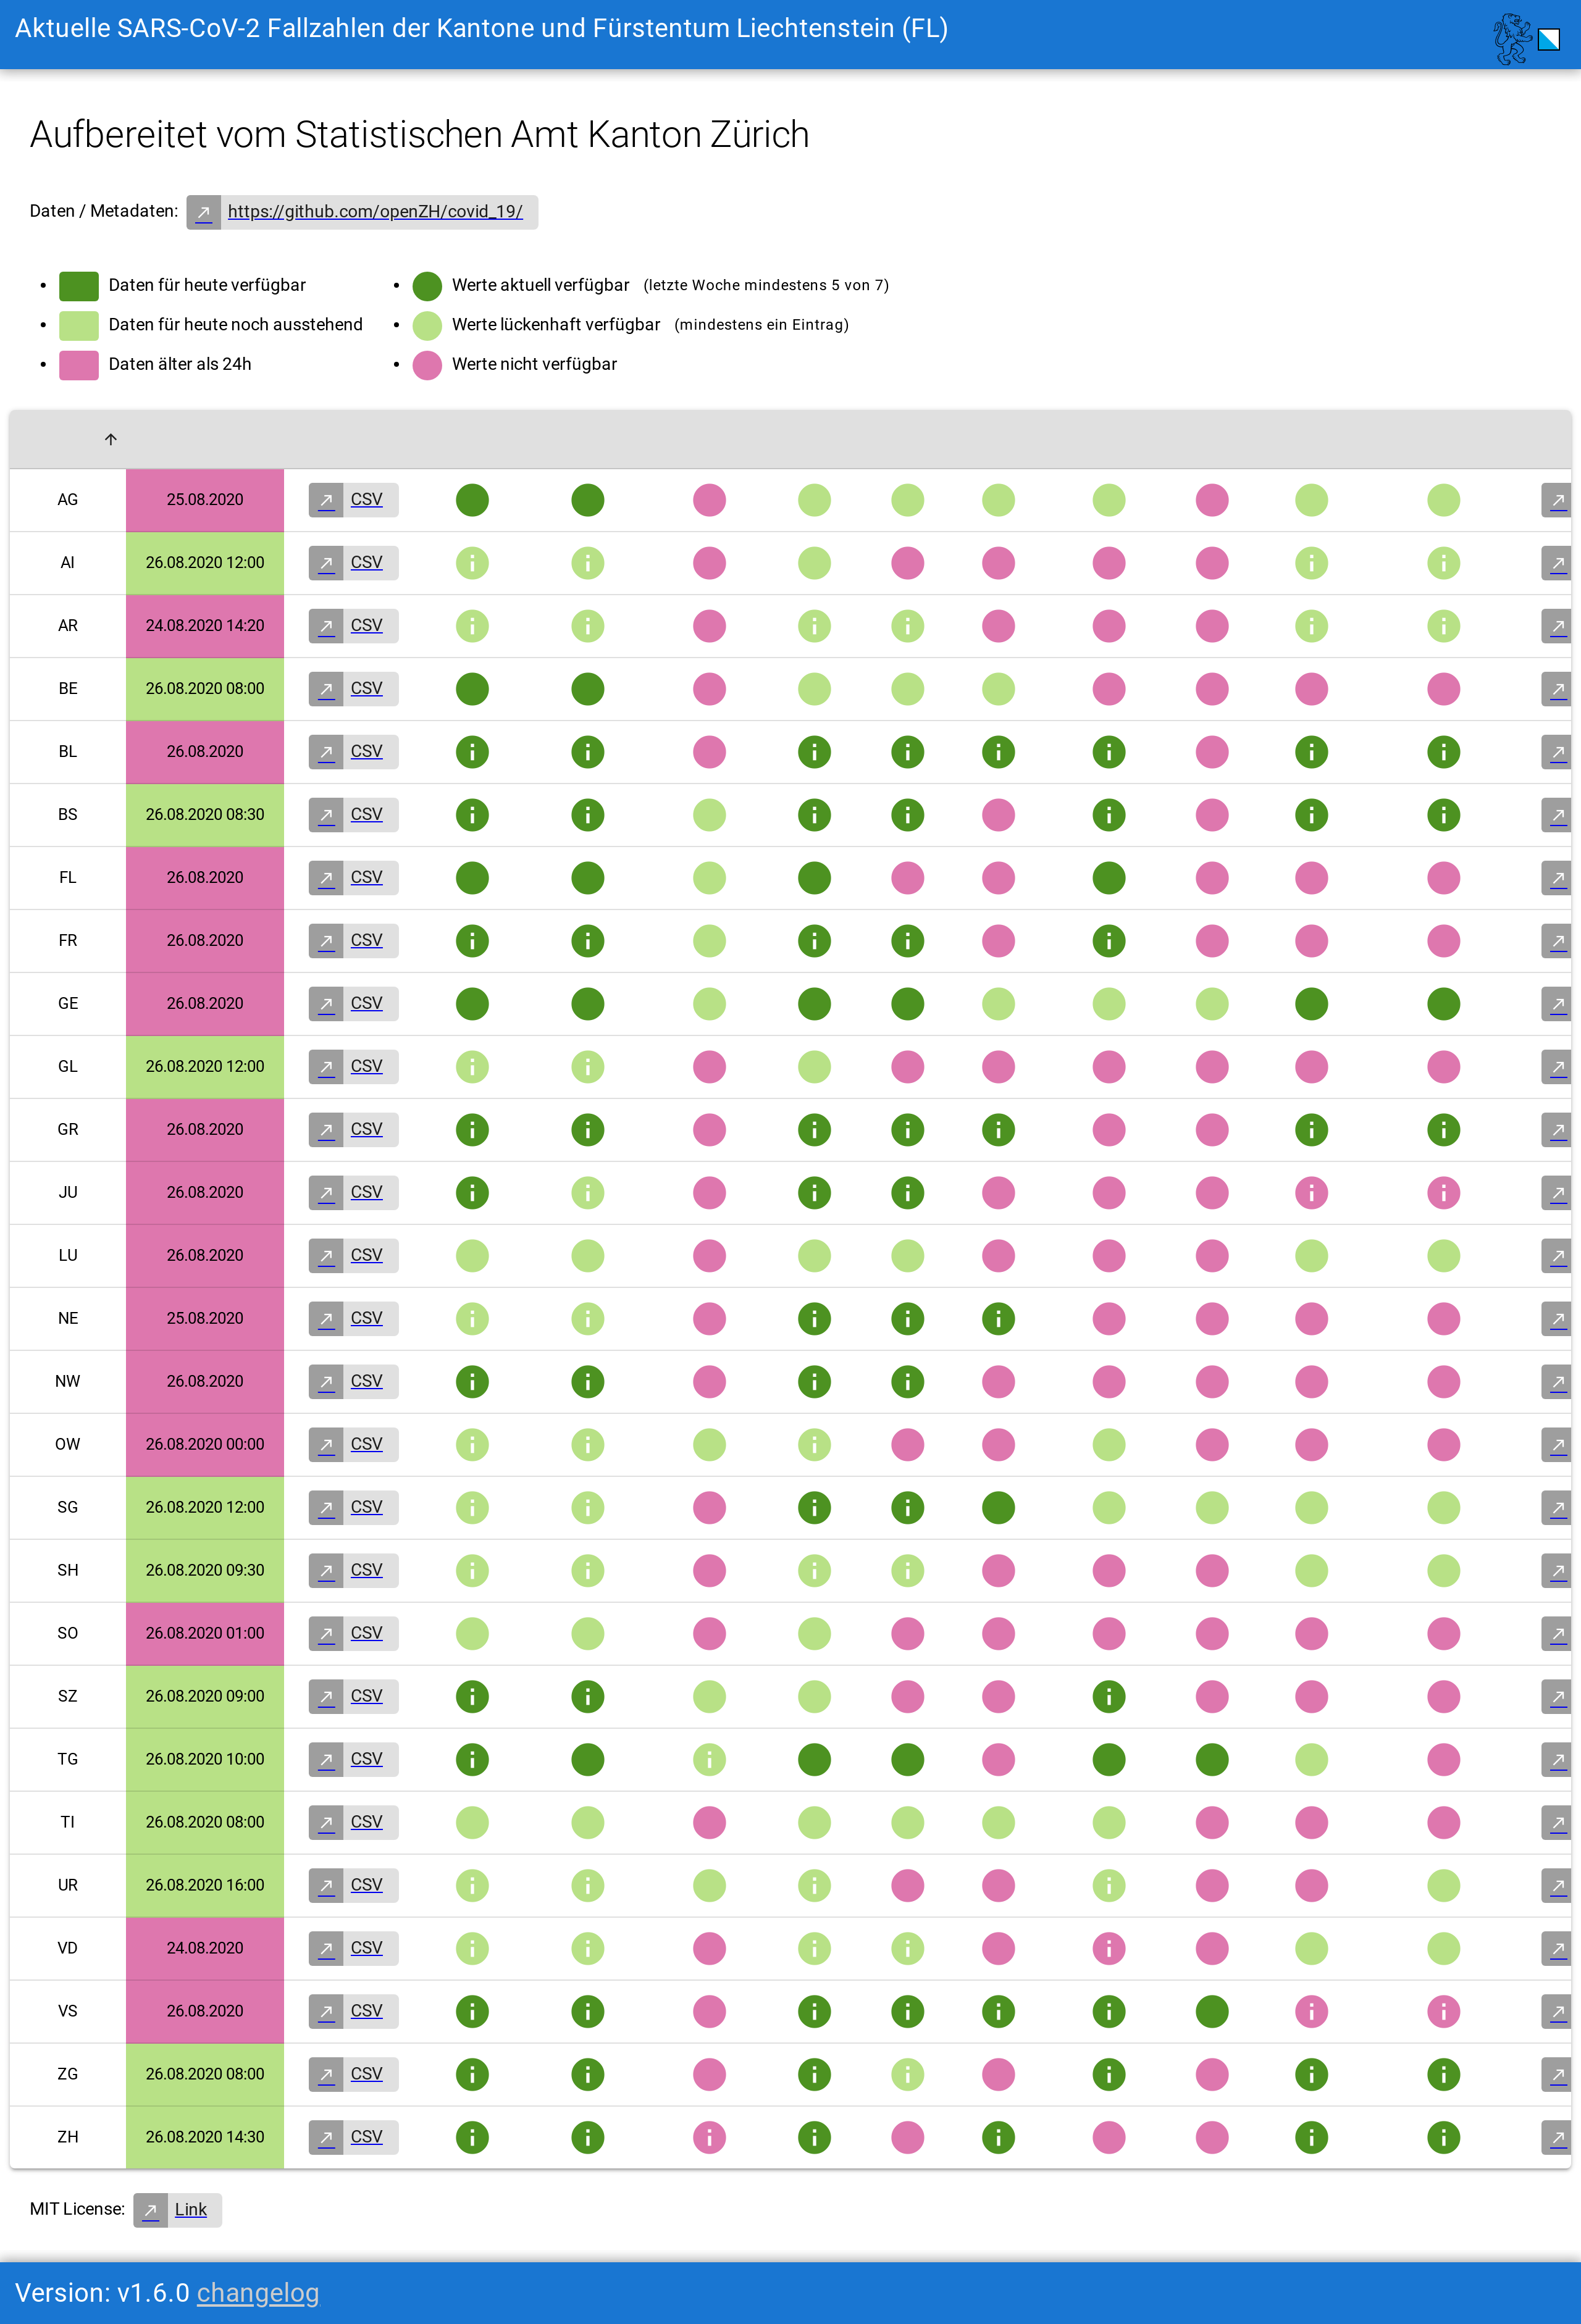 Aktuelle SARS-CoV-2 Fallzahlen der Kantone und Fürstentum Liechtenstein (FL)
Aufbereitet vom Statistischen Amt Kanton Zürich
Daten / Metadaten: https://github.com/openZH/covid_19/
Daten für heute verfügbar
Daten für heute noch ausstehend
Daten älter als 24h
Werte aktuell verfügbar (letzte Woche mindestens 5 von 7)
Werte lückenhaft verfügbar (mindestens ein Eintrag)
Werte nicht verfügbar
AG 25.08.2020 CSV
AI 26.08.2020 12:00 CSV
AR 24.08.2020 14:20 CSV
BE 26.08.2020 08:00 CSV
BL 26.08.2020 CSV
BS 26.08.2020 08:30 CSV
FL 26.08.2020 CSV
FR 26.08.2020 CSV
GE 26.08.2020 CSV
GL 26.08.2020 12:00 CSV
GR 26.08.2020 CSV
JU 26.08.2020 CSV
LU 26.08.2020 CSV
NE 25.08.2020 CSV
NW 26.08.2020 CSV
OW 26.08.2020 00:00 CSV
SG 26.08.2020 12:00 CSV
SH 26.08.2020 09:30 CSV
SO 26.08.2020 01:00 CSV
SZ 26.08.2020 09:00 CSV
TG 26.08.2020 10:00 CSV
TI 26.08.2020 08:00 CSV
UR 26.08.2020 16:00 CSV
VD 24.08.2020 CSV
VS 26.08.2020 CSV
ZG 26.08.2020 08:00 CSV
ZH 26.08.2020 14:30 CSV
MIT License: Link
Version: v1.6.0 changelog